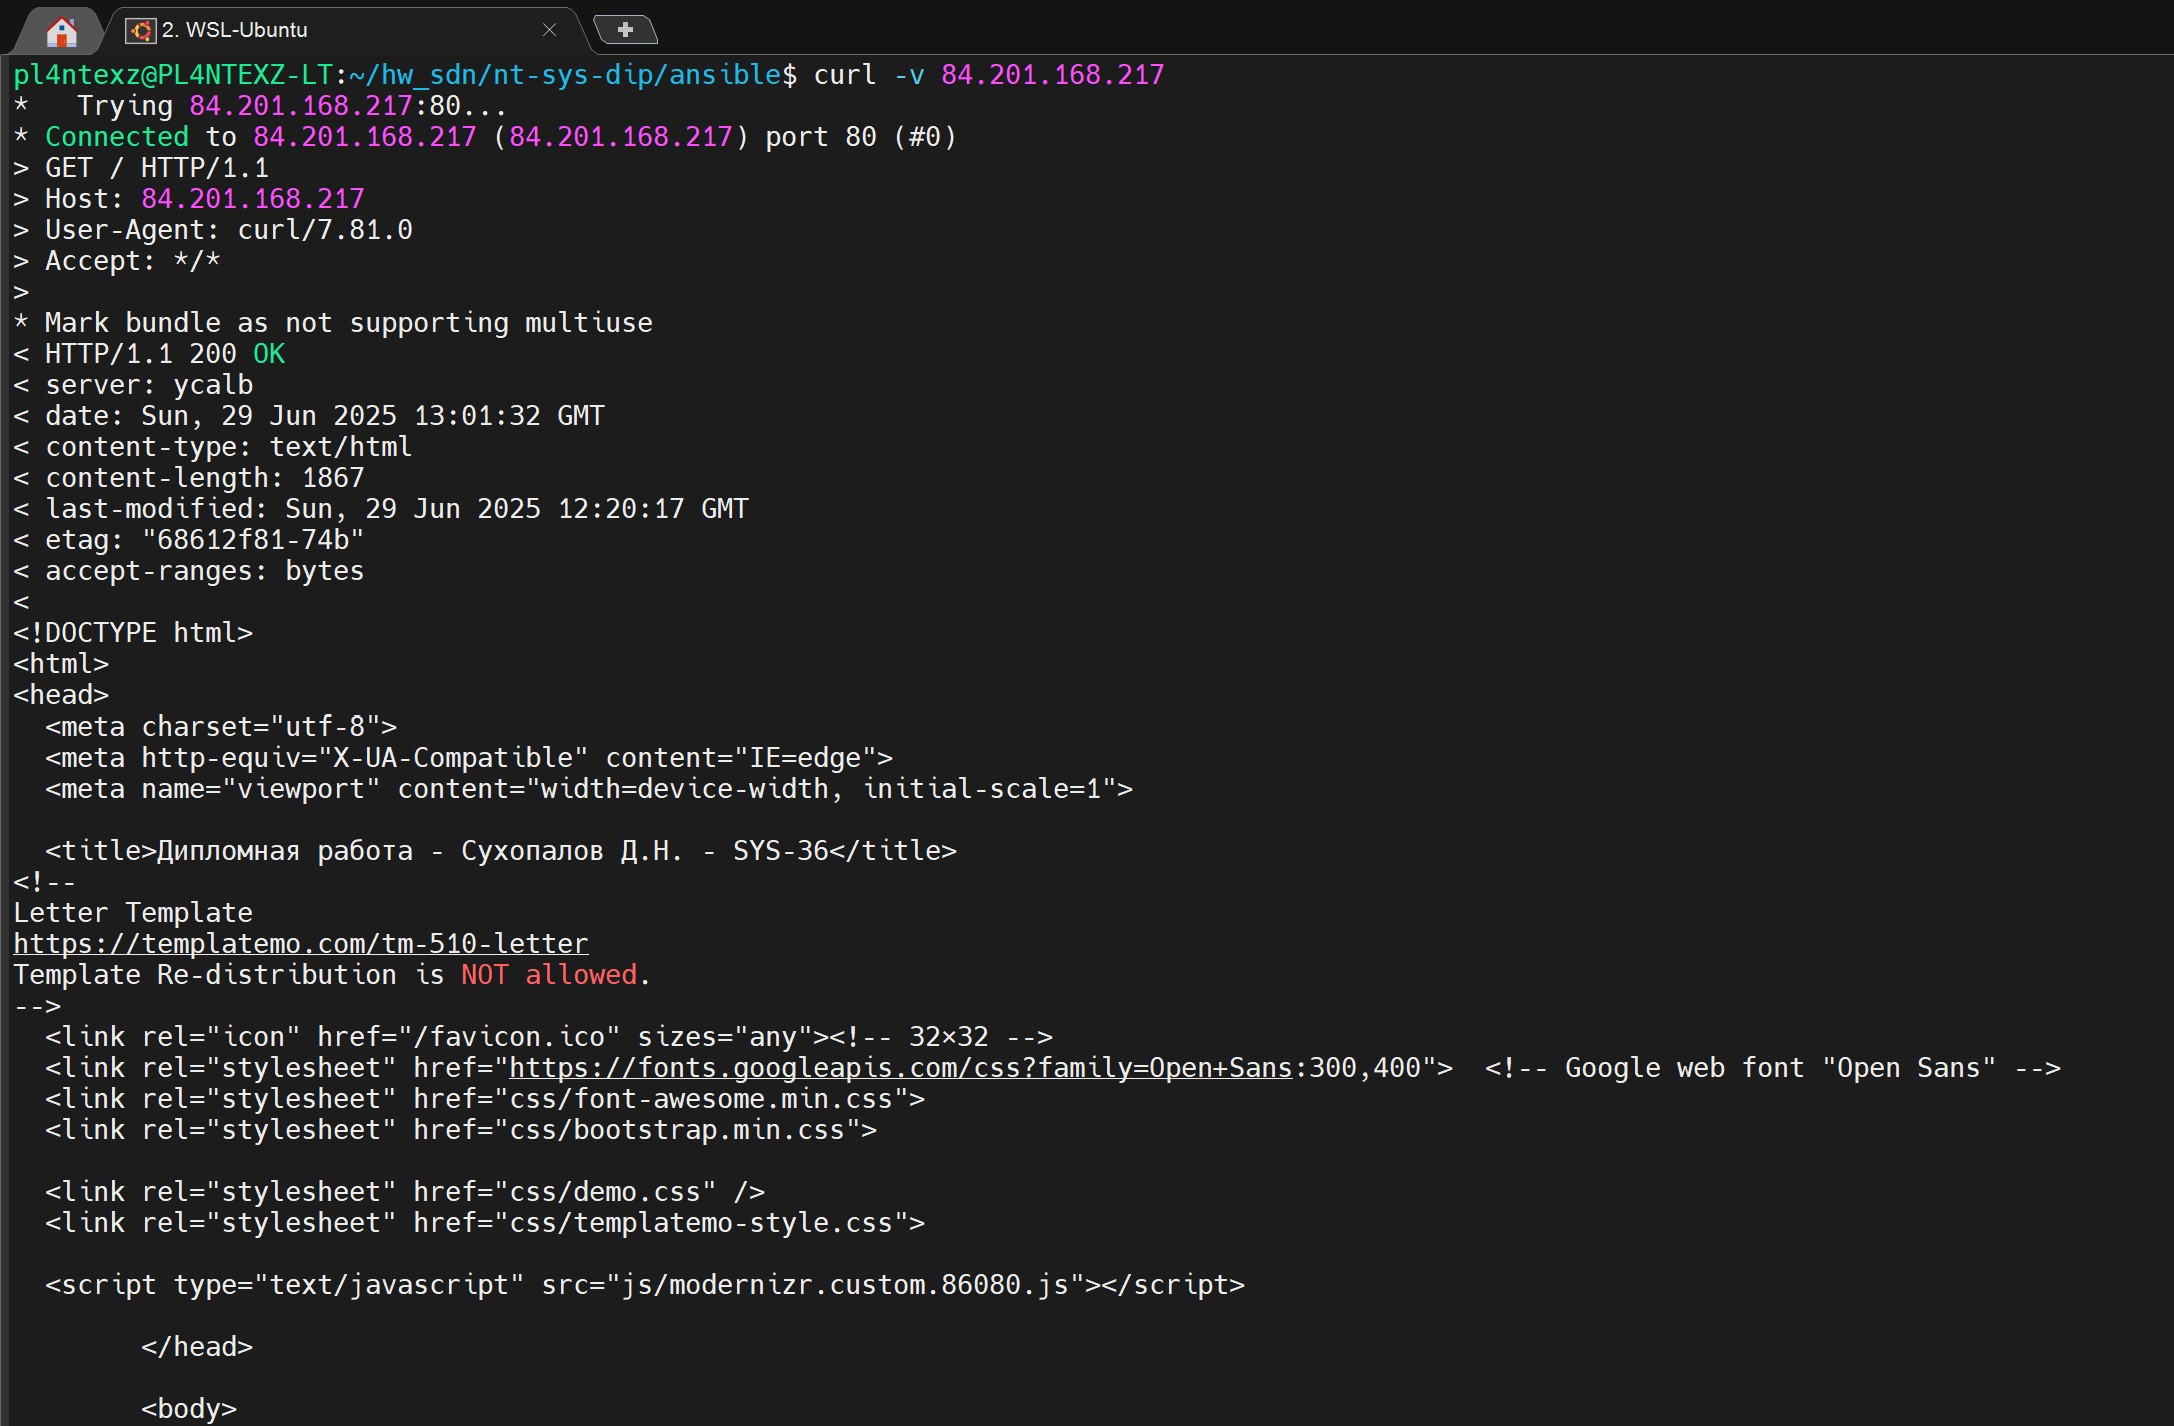 2. WSL-Ubuntu
pl4ntexz@PL4NTEXZ-LT:~/hw_sdn/nt-sys-dip/ansible$ curl -v 84.201.168.217
*   Trying 84.201.168.217:80...
* Connected to 84.201.168.217 (84.201.168.217) port 80 (#0)
> GET / HTTP/1.1
> Host: 84.201.168.217
> User-Agent: curl/7.81.0
> Accept: */*
>
* Mark bundle as not supporting multiuse
< HTTP/1.1 200 OK
< server: ycalb
< date: Sun, 29 Jun 2025 13:01:32 GMT
< content-type: text/html
< content-length: 1867
< last-modified: Sun, 29 Jun 2025 12:20:17 GMT
< etag: "68612f81-74b"
< accept-ranges: bytes
<
<!DOCTYPE html>
<html>
<head>
  <meta charset="utf-8">
  <meta http-equiv="X-UA-Compatible" content="IE=edge">
  <meta name="viewport" content="width=device-width, initial-scale=1">

  <title>Дипломная работа - Сухопалов Д.Н. - SYS-36</title>
<!--
Letter Template
https://templatemo.com/tm-510-letter
Template Re-distribution is NOT allowed.
-->
  <link rel="icon" href="/favicon.ico" sizes="any"><!-- 32×32 -->
  <link rel="stylesheet" href="https://fonts.googleapis.com/css?family=Open+Sans:300,400">  <!-- Google web font "Open Sans" -->
  <link rel="stylesheet" href="css/font-awesome.min.css">
  <link rel="stylesheet" href="css/bootstrap.min.css">

  <link rel="stylesheet" href="css/demo.css" />
  <link rel="stylesheet" href="css/templatemo-style.css">

  <script type="text/javascript" src="js/modernizr.custom.86080.js"></script>

        </head>

        <body>